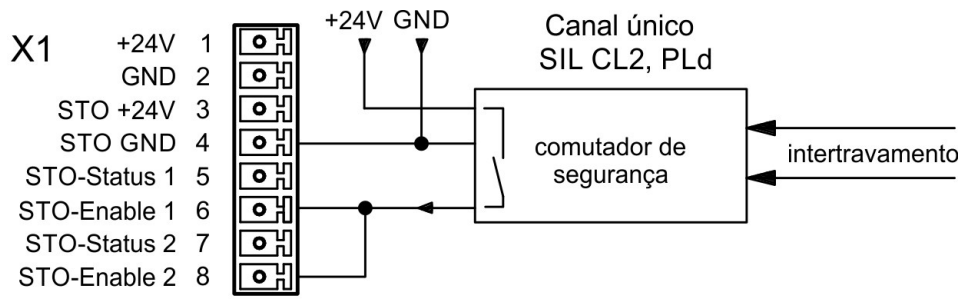 +24V GND
Canal único
SIL CL2, PLd
X1
+24V 1
GND 2
STO +24V 3
STO GND 4
STO-Status 1 5
STO-Enable 1 6
STO-Status 2 7
STO-Enable 2 8
comutador de
segurança
intertravamento